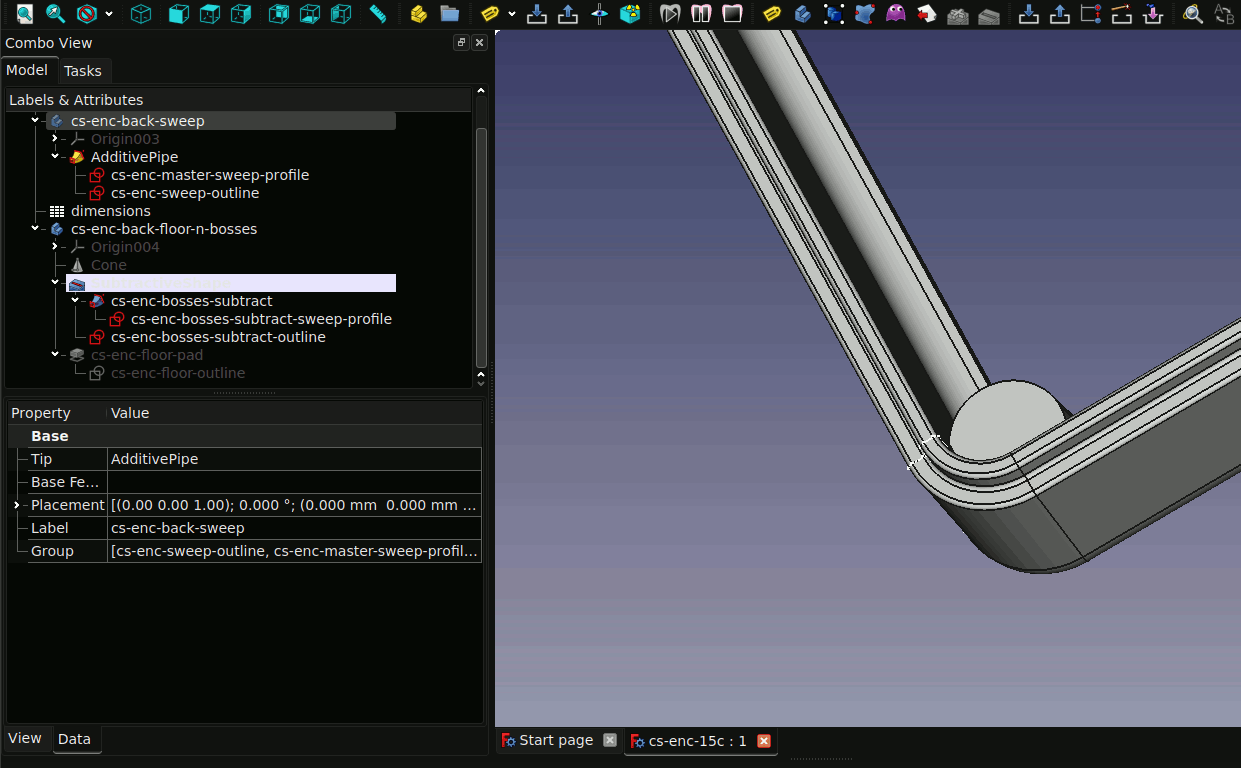 Combo View
Model Tasks
Labels & Attributes
cs-enc-back-sweep
Origin003
AdditivePipe
cs-enc-master-sweep-profile
cs-enc-sweep-outline
dimensions
cs-enc-back-floor-n-bosses
Origin004
Cone
cs-enc-bosses-subtract
cs-enc-bosses-subtract-sweep-profile
cs-enc-bosses-subtract-outline
cs-enc-floor-pad
cs-enc-floor-outline
Property Value
Base
Tip AdditivePipe
Base Fe...
Placement [(0.00 0.00 1.00); 0.000 °; (0.000 mm 0.000 mm ...
Label cs-enc-back-sweep
Group [cs-enc-sweep-outline, cs-enc-master-sweep-profil...
View Data
Start page
cs-enc-15c : 1